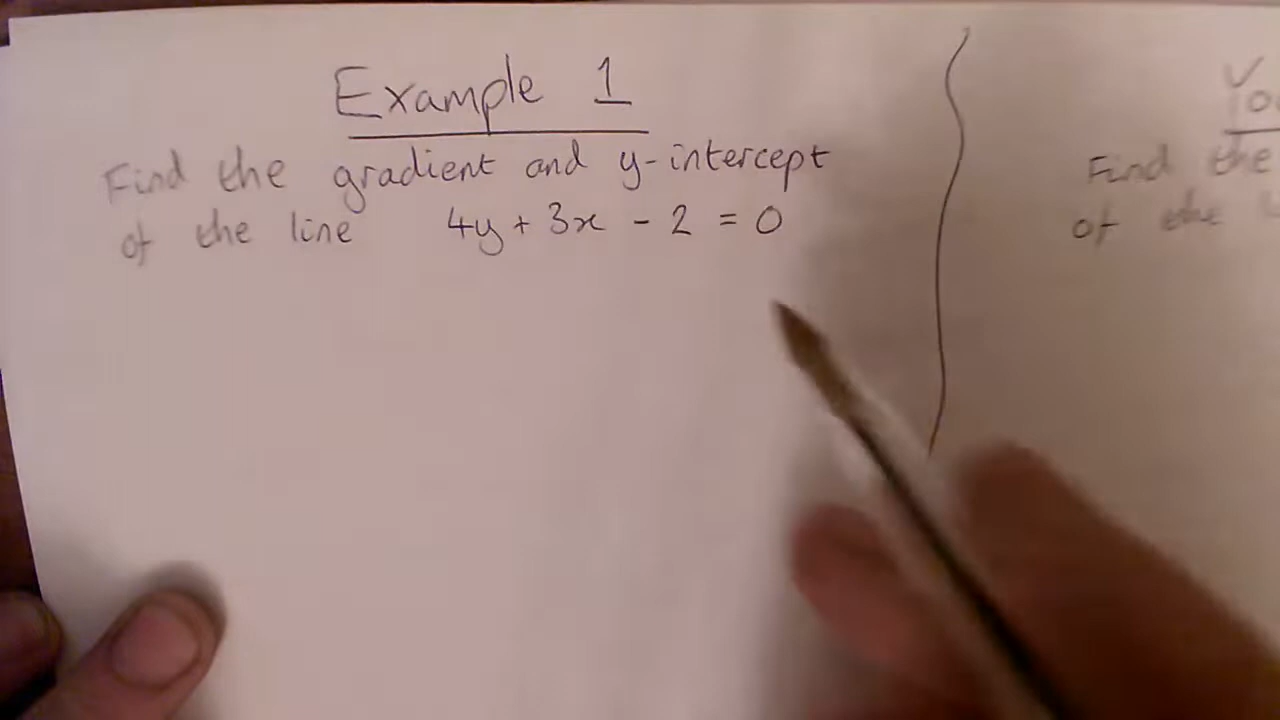 Example 1
Find the gradient and y-intercept
of the line 4y + 3x - 2 = 0
Find the
of the